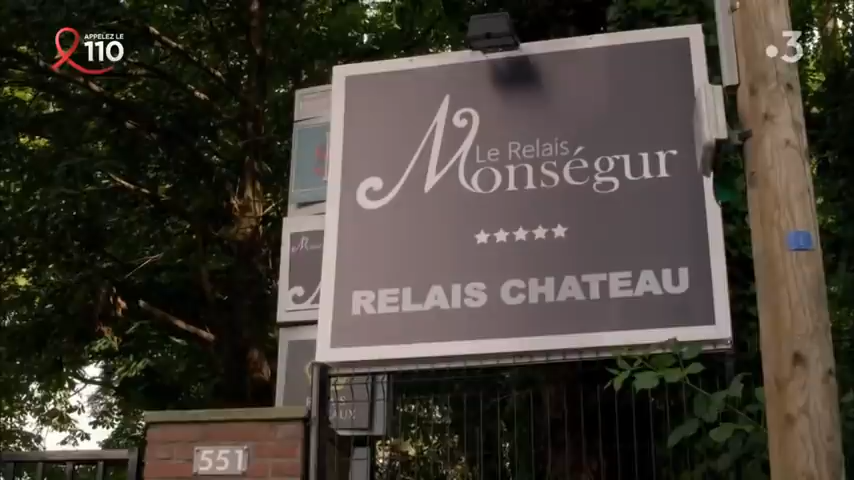 APPELEZ LE
110
3
Le Relais
Monségur
RELAIS CHATEAU
551